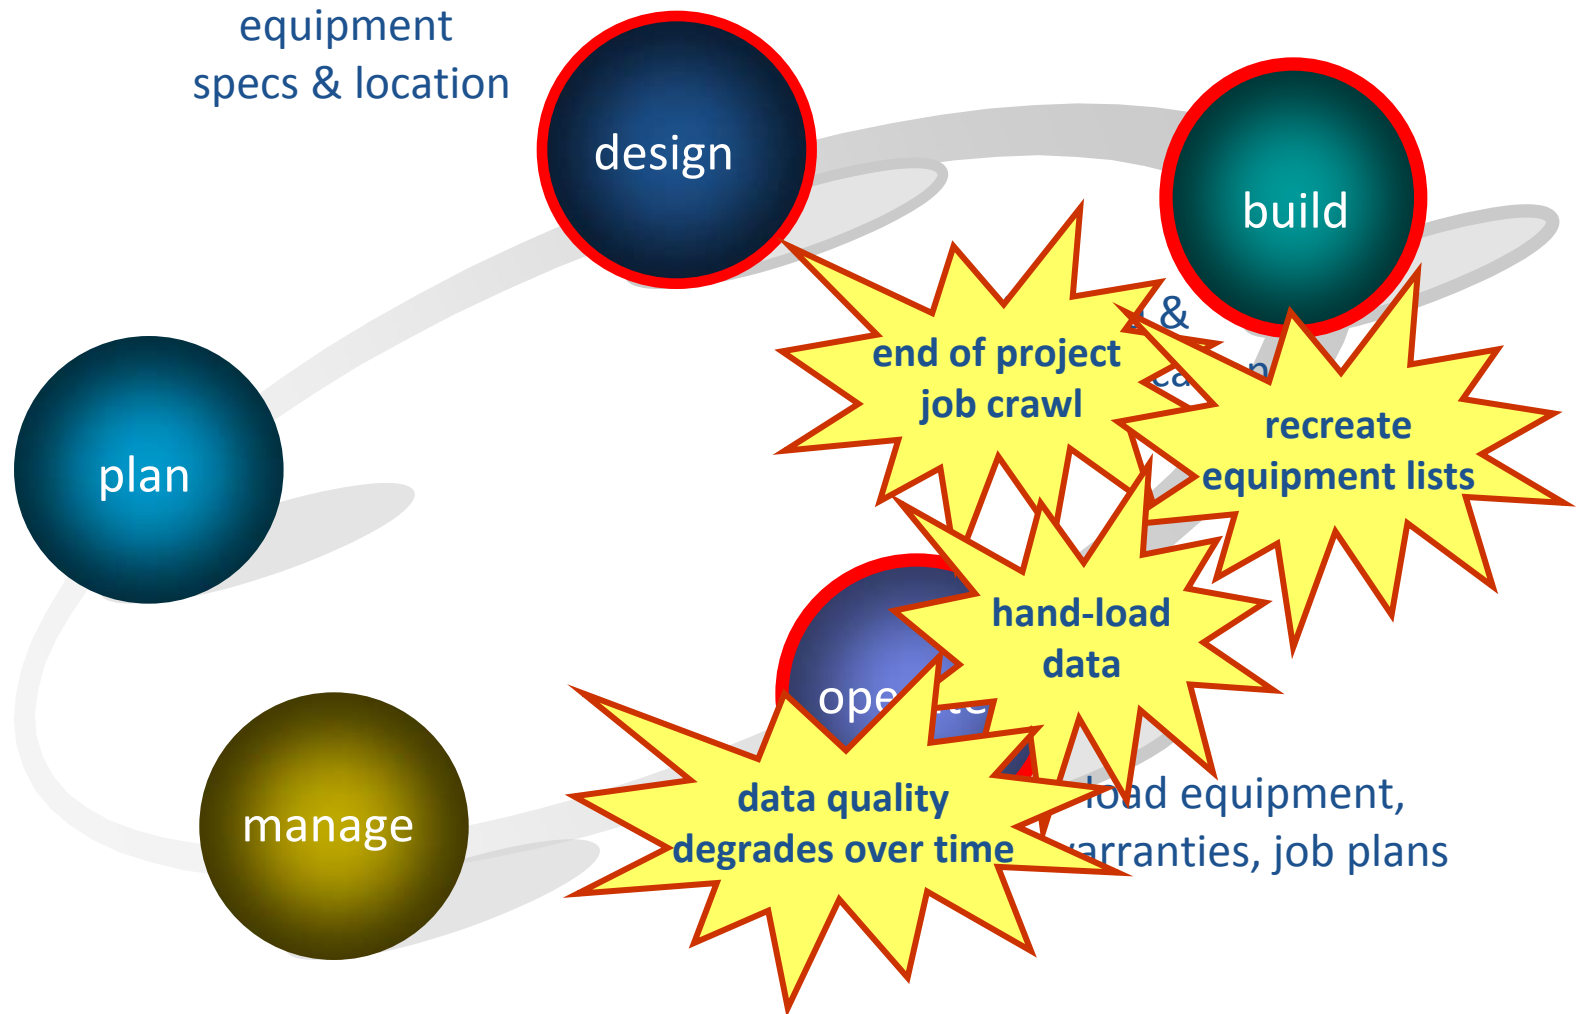 equipment
specs & location
design
build
&
end of project
job crawl
recreate
equipment lists
plan
hand-load
data
manage
data quality
degrades over time
load equipment,
job plans